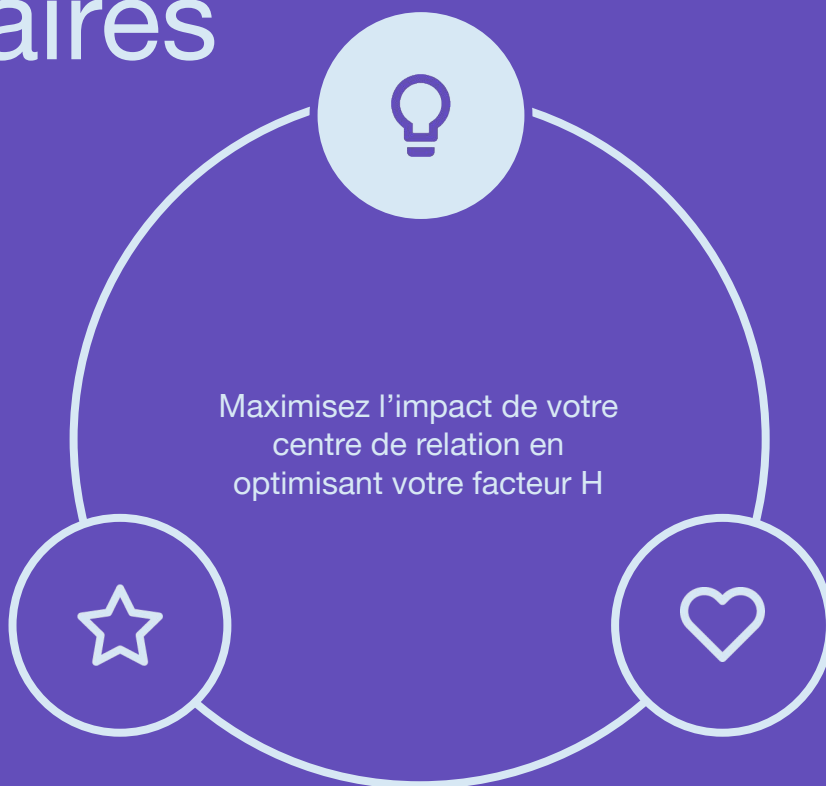 aires
Maximisez l’impact de votre
centre de relation en
optimisant votre facteur H